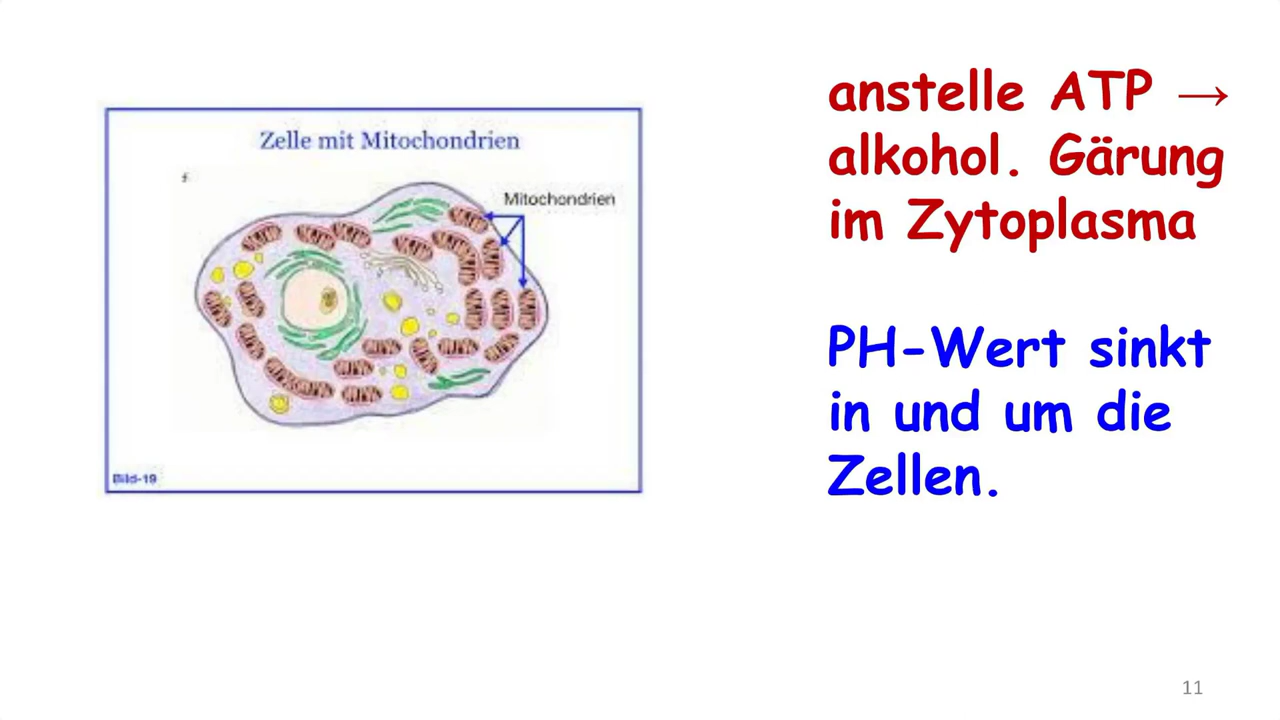 Zelle mit Mitochondrien
Mitochondrien
Bild-19
anstelle ATP →
alkohol. Gärung
im Zytoplasma
PH-Wert sinkt
in und um die
Zellen.
11